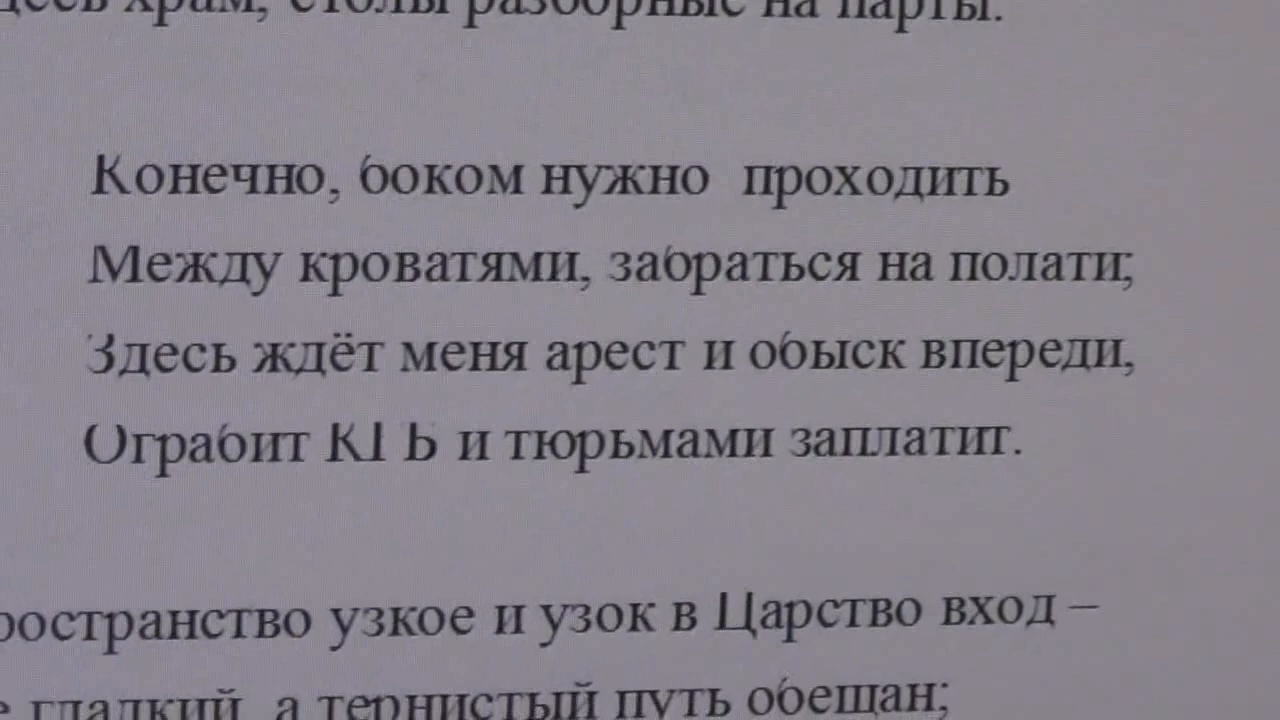 здесь храм, столы разборные на парты.
Конечно, боком нужно проходить
Между кроватями, забраться на полати;
Здесь ждёт меня арест и обыск впереди,
Ограбит КГБ и тюрьмами заплатит.
пространство узкое и узок в Царство вход –
гладкий, а тернистый путь обещан;